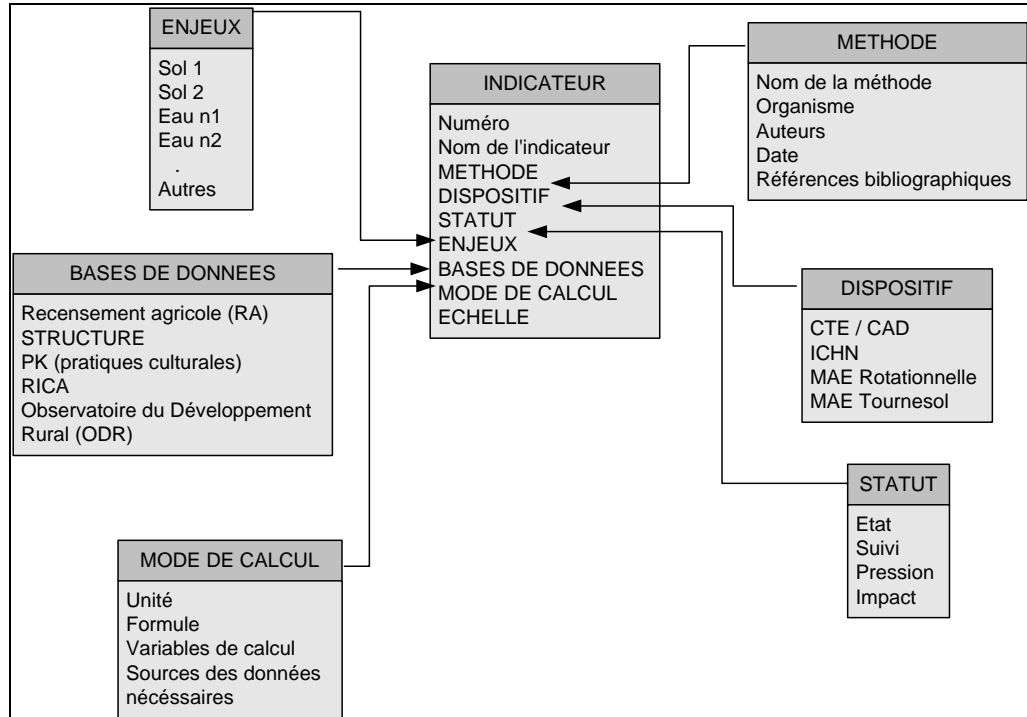 ENJEUX
Sol 1
Sol 2
Eau n1
Eau n2
.
Autres
INDICATEUR
Numéro
Nom de l'indicateur
METHODE
DISPOSITIF
STATUT
ENJEUX
BASES DE DONNEES
MODE DE CALCUL
ECHELLE
METHODE
Nom de la méthode
Organisme
Auteurs
Date
Références bibliographiques
BASES DE DONNEES
Recensement agricole (RA)
STRUCTURE
PK (pratiques culturales)
RICA
Observatoire du Développement
Rural (ODR)
DISPOSITIF
CTE / CAD
ICHN
MAE Rotationnelle
MAE Tournesol
STATUT
Etat
Suivi
Pression
Impact
MODE DE CALCUL
Unité
Formule
Variables de calcul
Sources des données
nécéssaires